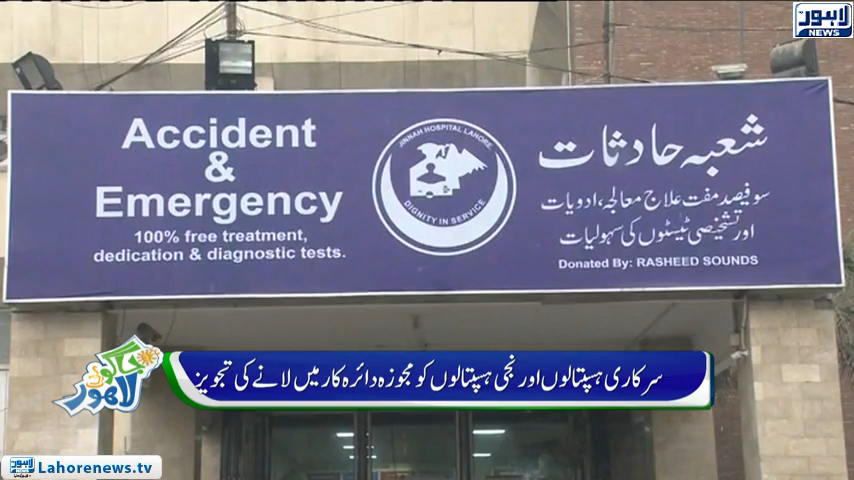 لاہور
NEWS
Accident
&
Emergency
100% free treatment,
dedication & diagnostic tests.
JINNAH HOSPITAL LAHORE
DIGNITY IN SERVICE
شعبہ حادثات
سو فیصد مفت علاج معالجہ، ادویات
اور تشخیصی ٹیسٹوں کی سہولیات
Donated By: RASHEED SOUNDS
جاگو
لاہور
سرکاری ہسپتالوں اور نجی ہسپتالوں کو مجوزہ دائرہ کار میں لانے کی تجویز
لاہور
Lahorenews.tv